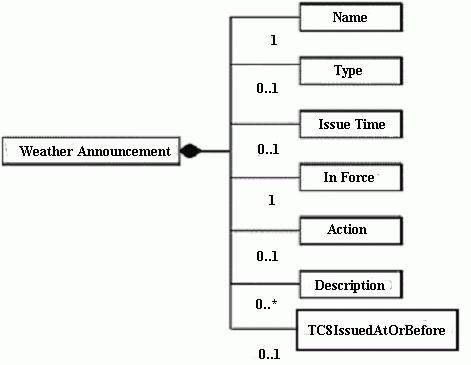 Name
1
Type
0..1
Issue Time
0..1
Weather Announcement
In Force
1
Action
0..1
Description
0..*
TC8IssuedAtOrBefore
0..1